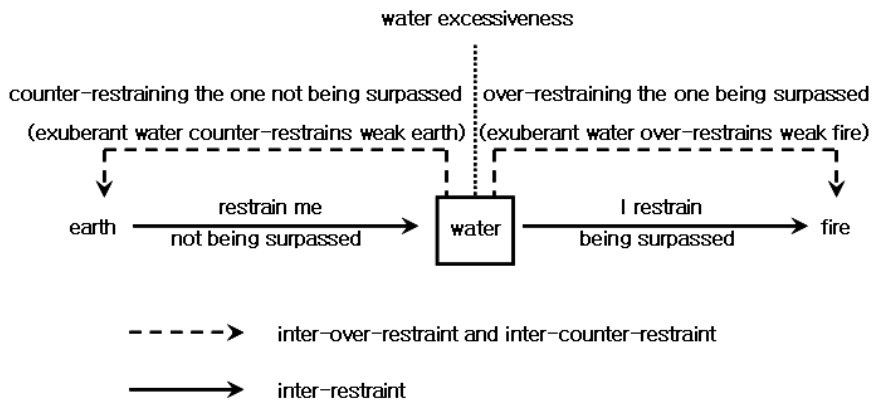 water excessiveness
counter-restraining the one not being surpassed
over-restraining the one being surpassed
(exuberant water counter-restrains weak earth)
(exuberant water over-restrains weak fire)
restrain me
I restrain
earth
water
fire
not being surpassed
being surpassed
inter-over-restraint and inter-counter-restraint
inter-restraint